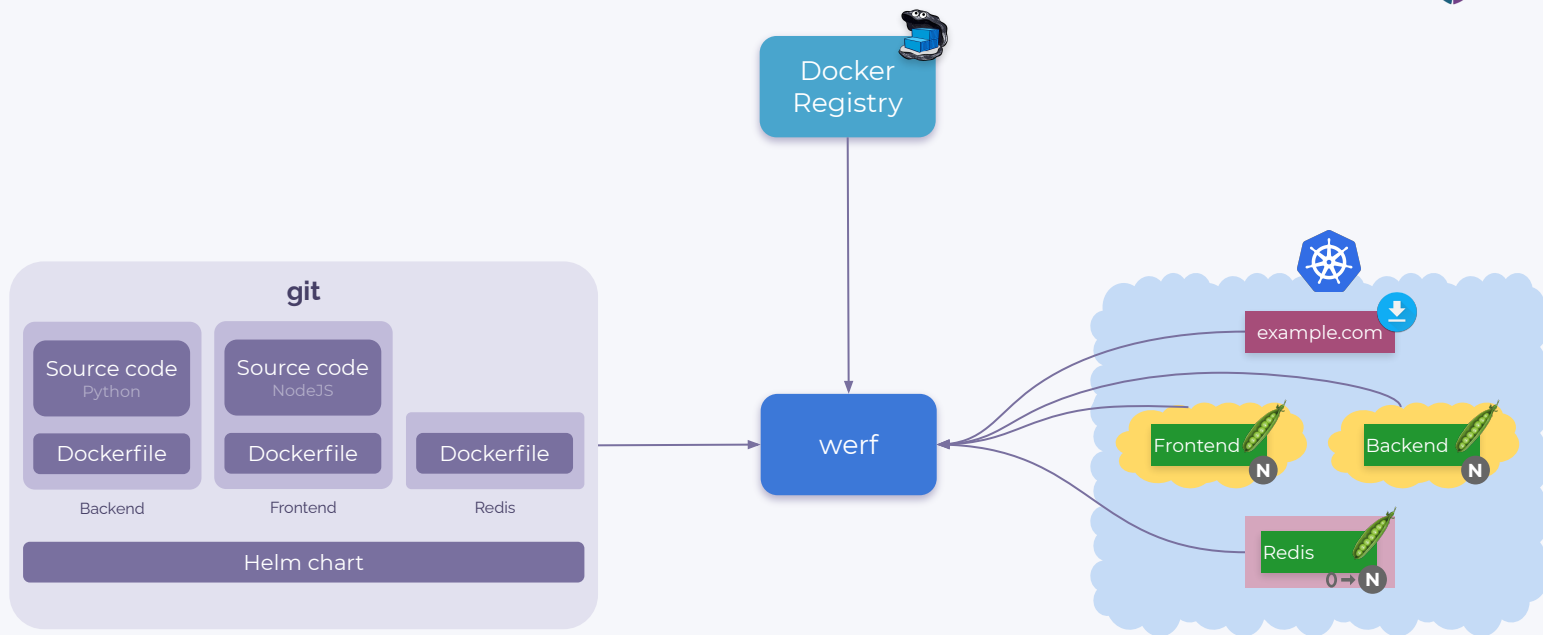 Docker
Registry
git
Source code
Python
Dockerfile
Backend
Source code
NodeJS
Dockerfile
Frontend
Dockerfile
Redis
Helm chart
werf
example.com
Frontend
N
Backend
N
Redis
0→N